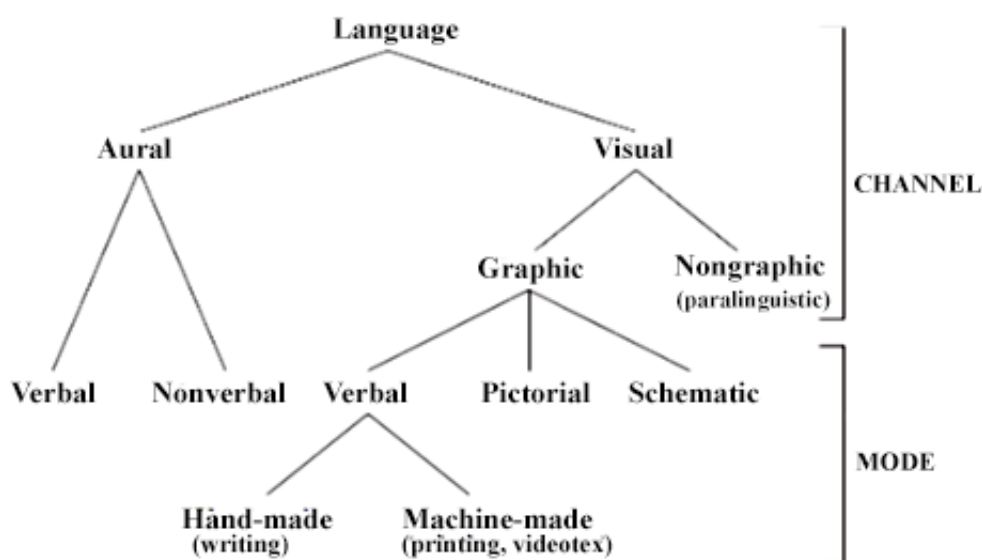 Language
Aural
Visual
CHANNEL
Graphic
Nongraphic
(paralinguistic)
Verbal
Nonverbal
Verbal
Pictorial
Schematic
MODE
Hand-made
(writing)
Machine-made
(printing, videotex)